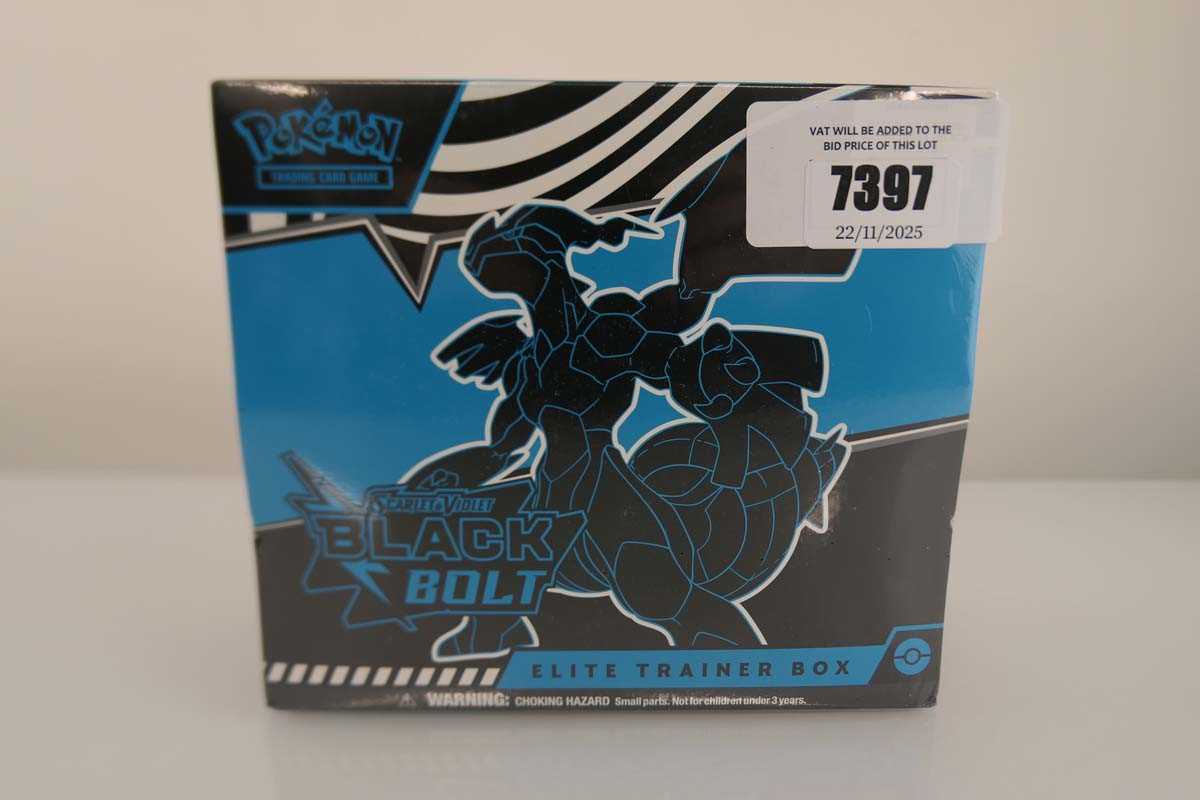 POKéMON
TRADING CARD GAME
VAT WILL BE ADDED TO THE
BID PRICE OF THIS LOT
7397
22/11/2025
SCARLET & VIOLET
BLACK
BOLT
ELITE TRAINER BOX
WARNING: CHOKING HAZARD Small parts. Not for children under 3 years.